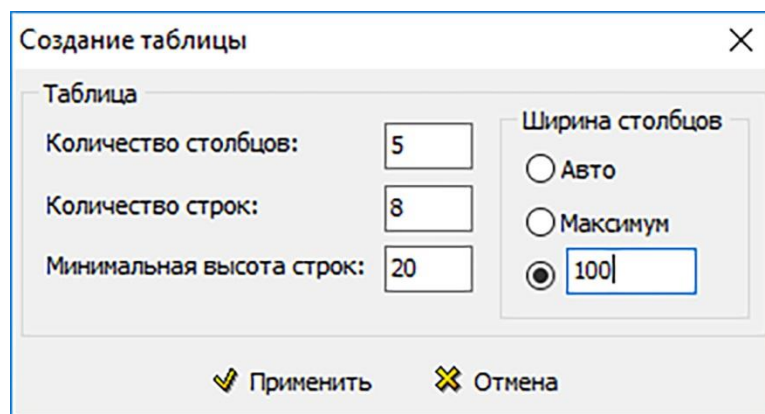 Создание таблицы
Таблица
Количество столбцов: 5
Количество строк: 8
Минимальная высота строк: 20
Ширина столбцов
Авто
Максимум
100
Применить Отмена